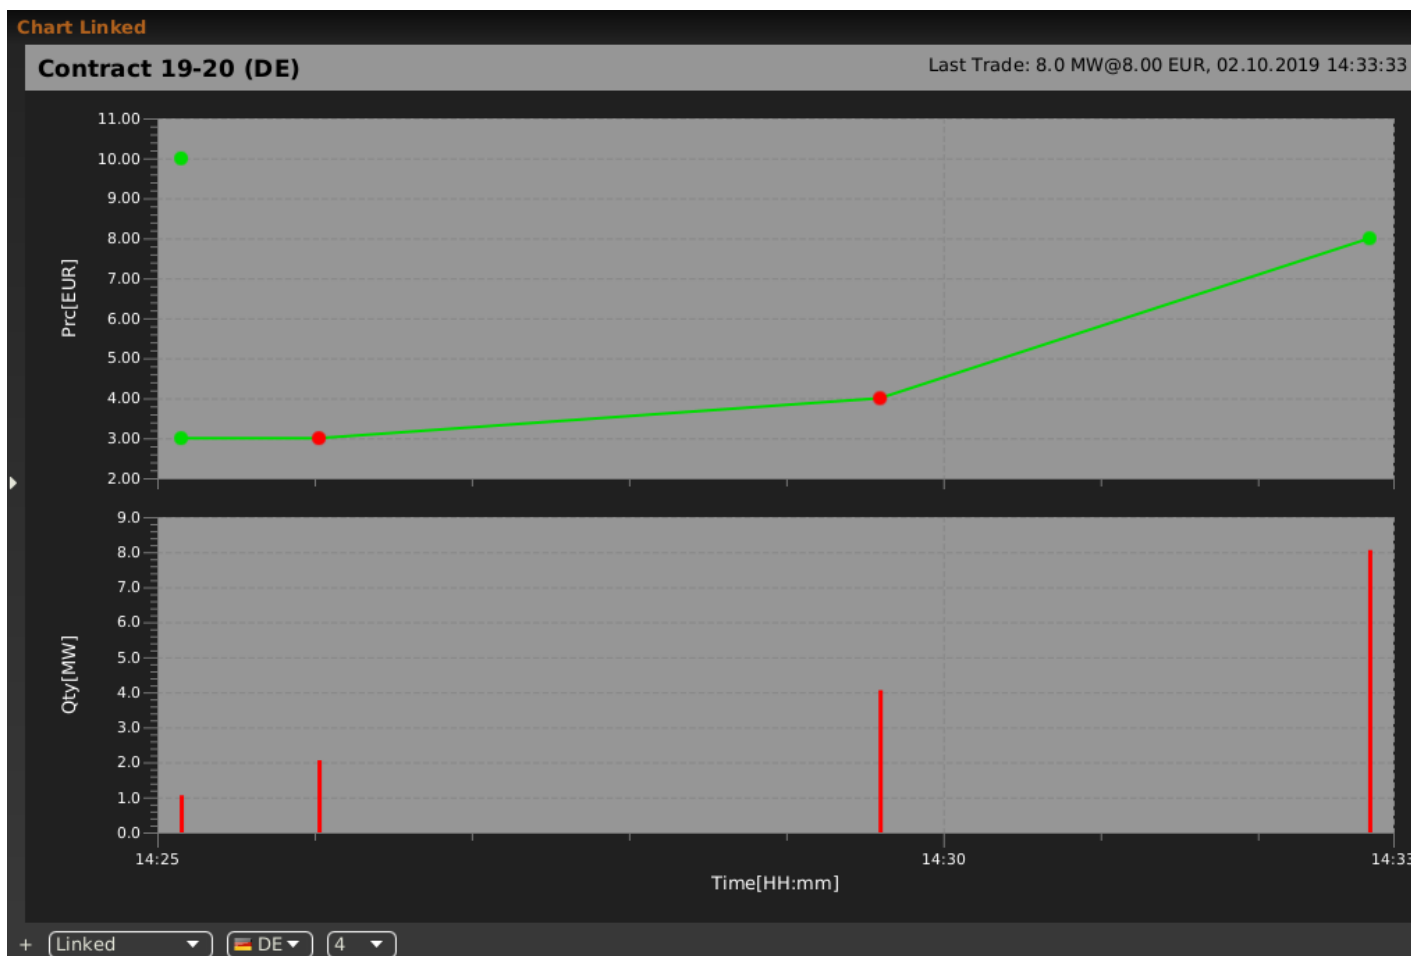 Chart Linked
Contract 19-20 (DE)
Last Trade: 8.0 MW@8.00 EUR, 02.10.2019 14:33:33
Prc[EUR]
11.00
10.00
9.00
8.00
7.00
6.00
5.00
4.00
3.00
2.00
Qty[MW]
9.0
8.0
7.0
6.0
5.0
4.0
3.0
2.0
1.0
0.0
14:25 14:30 14:33
Time[HH:mm]
+ Linked DE 4